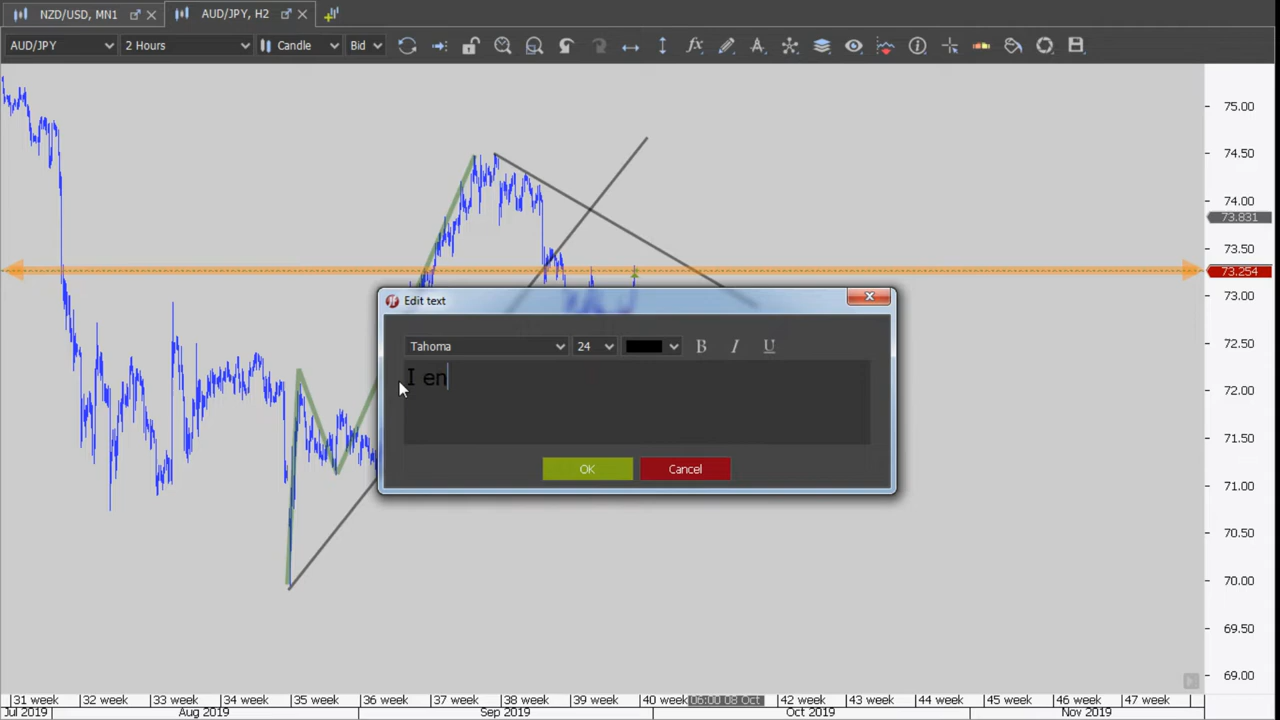 NZD/USD, MN1
AUD/JPY, H2
AUD/JPY
2 Hours
Candle
Bid
75.00
74.50
74.00
73.831
73.50
73.254
73.00
72.50
72.00
71.50
71.00
70.50
70.00
69.50
69.00
Edit text
Tahoma
24
B I U
I en
OK
Cancel
31 week 32 week 33 week 34 week 35 week 36 week 37 week 38 week 39 week 40 week 06:00 08 Oct 42 week 43 week 44 week 45 week 46 week 47 week
Jul 2019 Aug 2019 Sep 2019 Oct 2019 Nov 2019